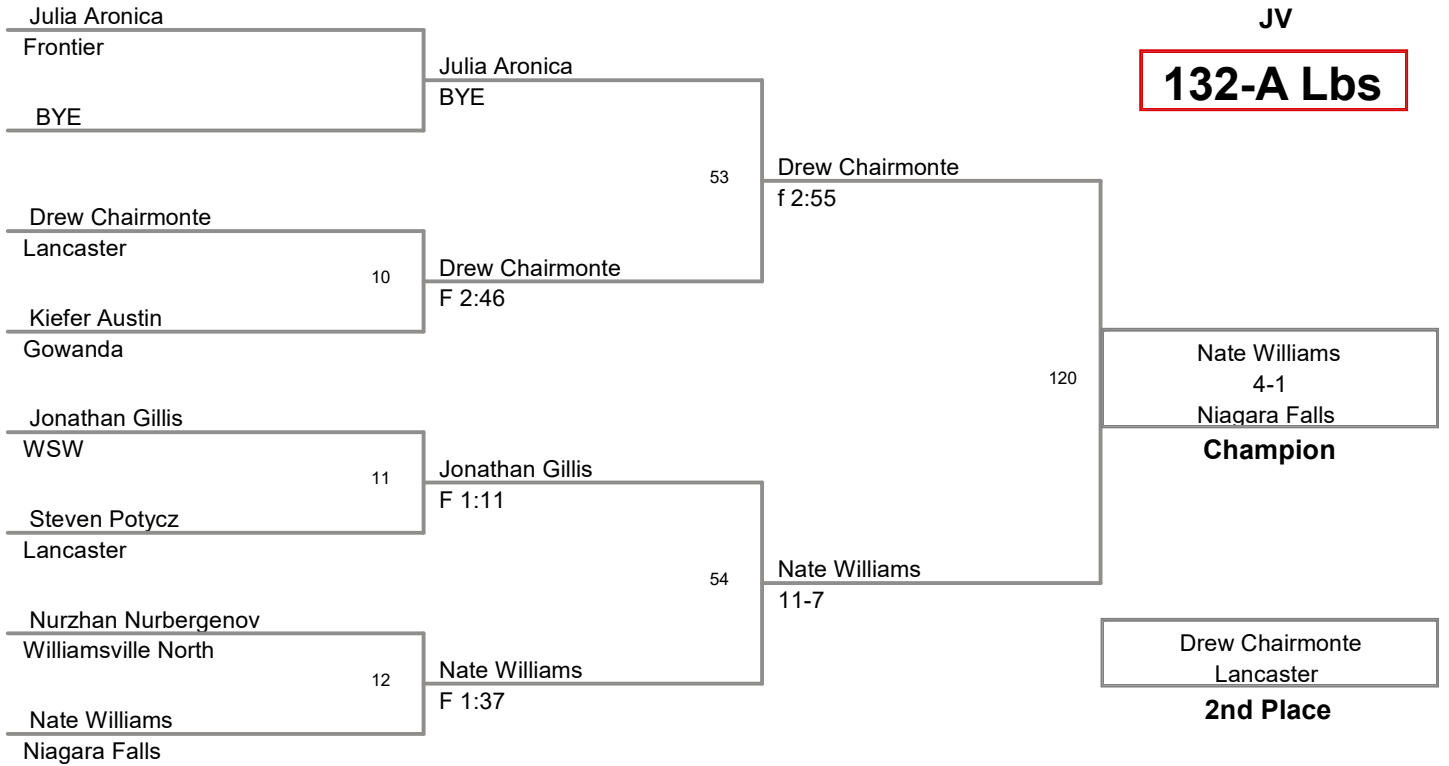 Julia Aronica
Frontier
BYE
Drew Chairmonte
Lancaster
10
Kiefer Austin
Gowanda
Jonathan Gillis
WSW
11
Steven Potycz
Lancaster
Nurzhan Nurbergenov
Williamsville North
12
Nate Williams
Niagara Falls
Julia Aronica
BYE
53
Drew Chairmonte
F 2:46
Jonathan Gillis
F 1:11
54
Nate Williams
F 1:37
Drew Chairmonte
f 2:55
120
Nate Williams
11-7
JV
132-A Lbs
Nate Williams
4-1
Niagara Falls
Champion
Drew Chairmonte
Lancaster
2nd Place